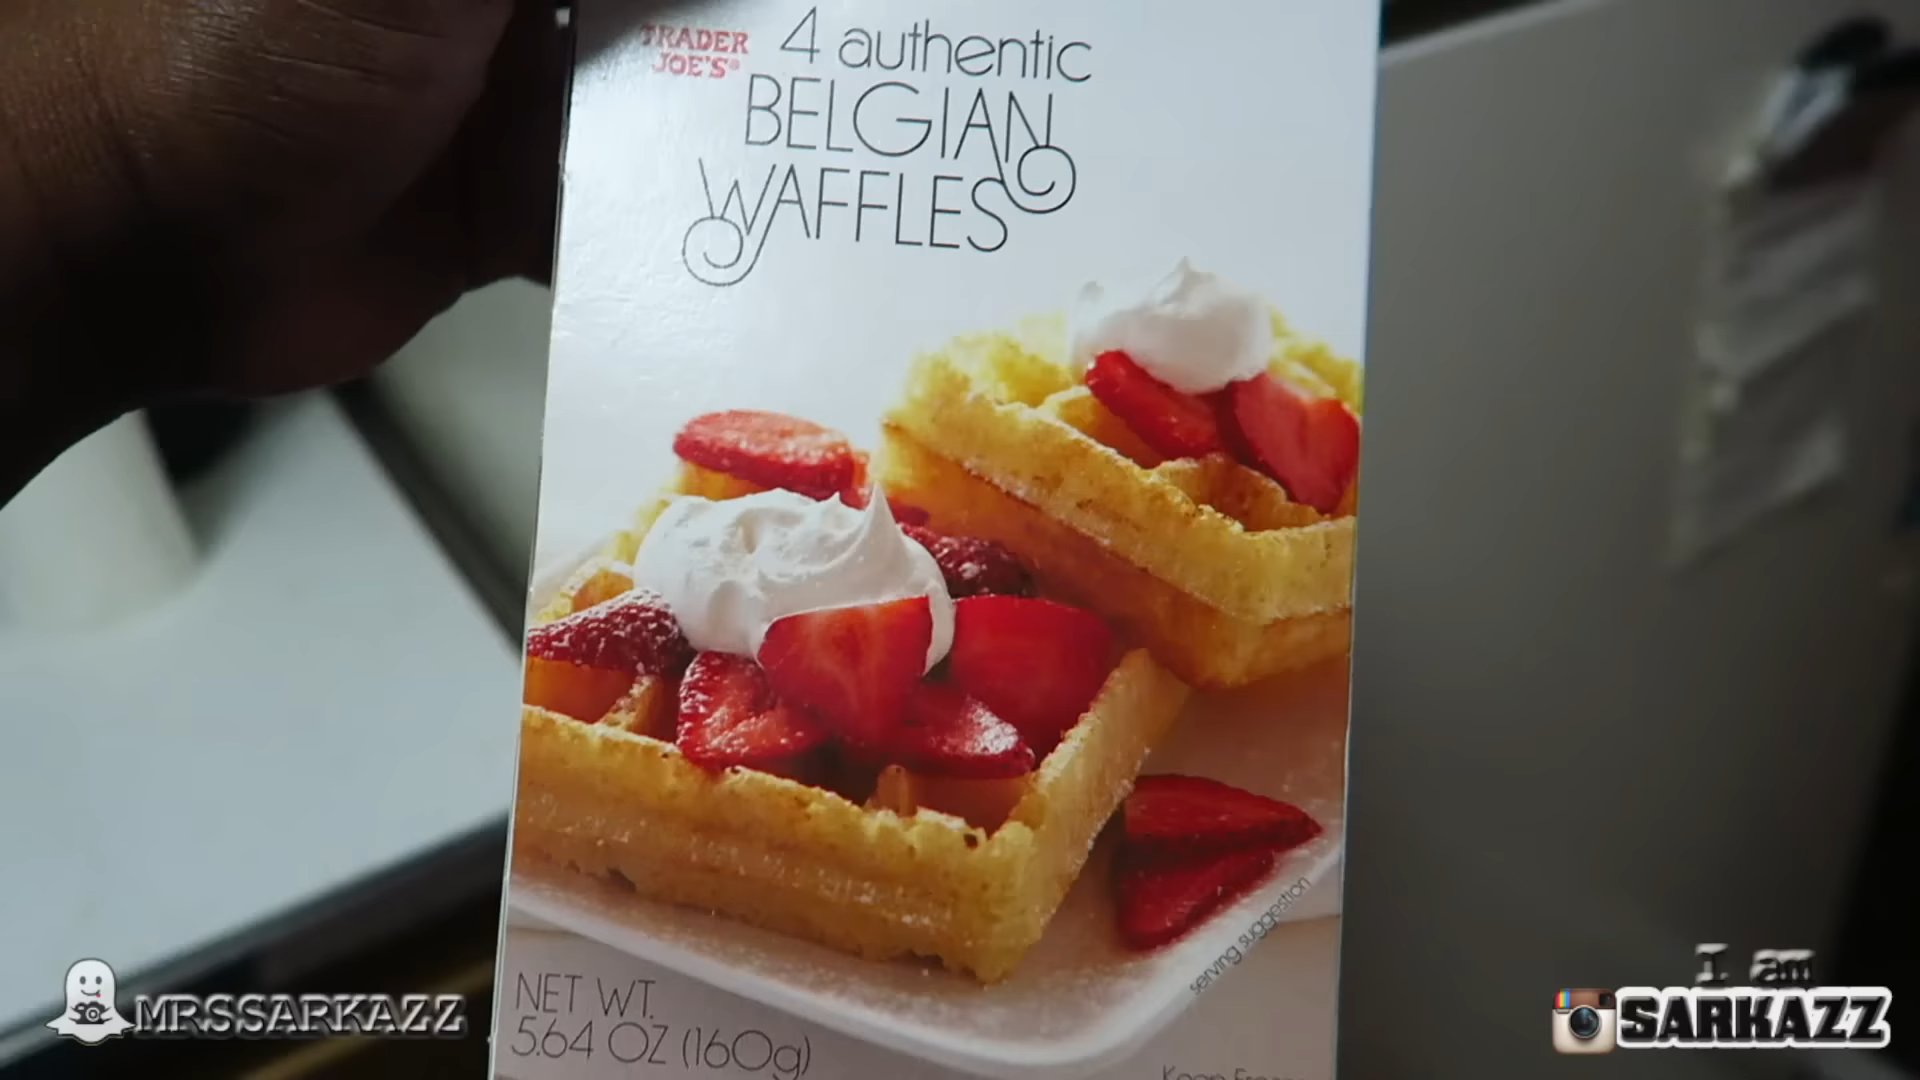 TRADER
JOE'S®
4 authentic
BELGIAN
WAFFLES
serving suggestion
NET WT.
5.64 OZ (160g)
MRSSARKAZZ
I am
SARKAZZ